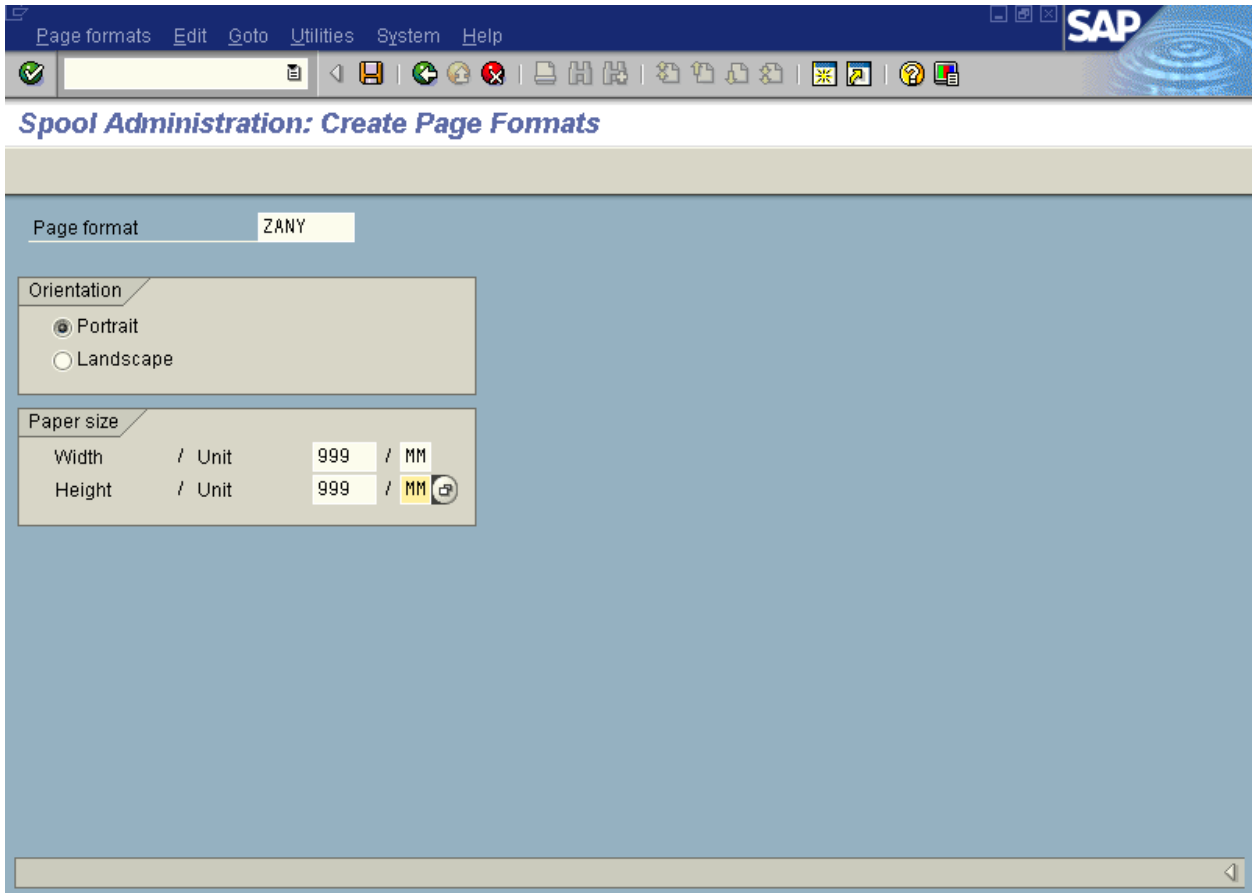 Page formats Edit Goto Utilities System Help
SAP
Spool Administration: Create Page Formats
Page format ZANY
Orientation
Portrait
Landscape
Paper size
Width / Unit 999 / MM
Height / Unit 999 / MM